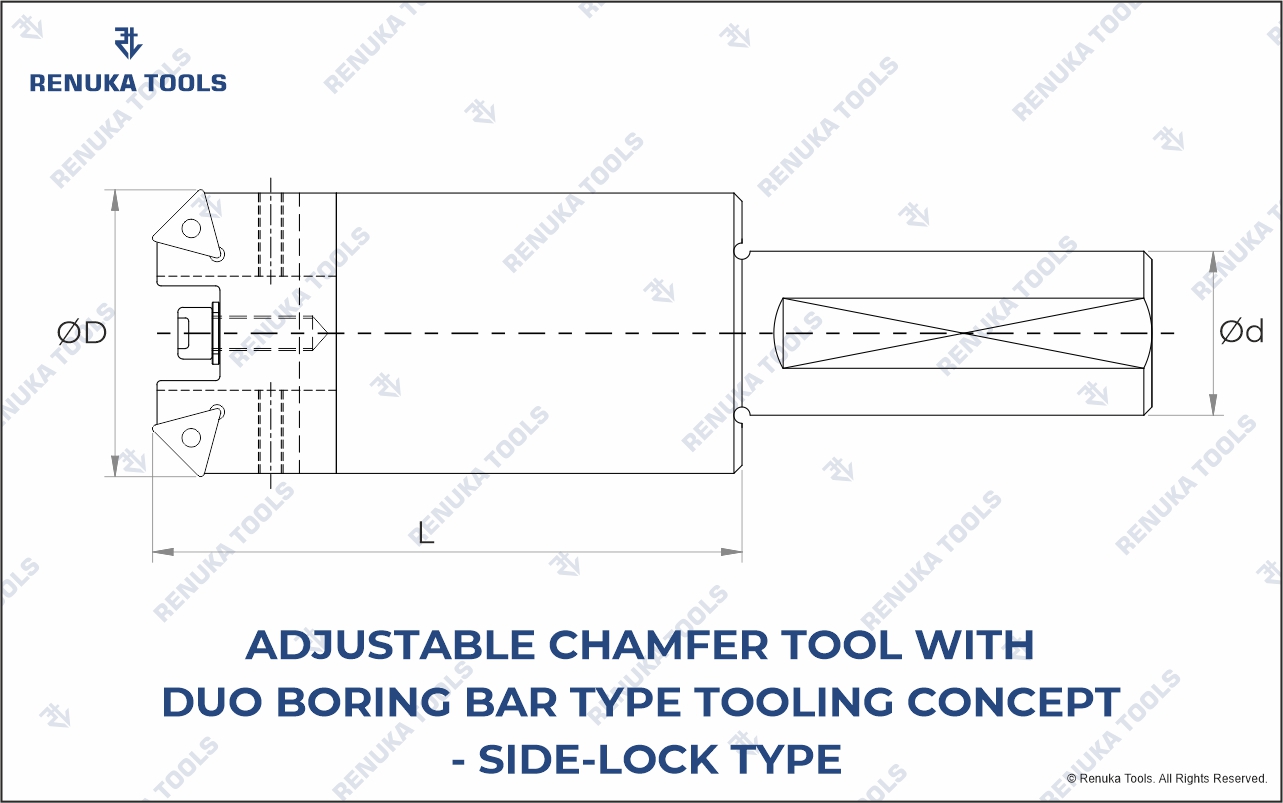 RENUKA TOOLS
ØD
Ød
L
ADJUSTABLE CHAMFER TOOL WITH
DUO BORING BAR TYPE TOOLING CONCEPT
- SIDE-LOCK TYPE
© Renuka Tools. All Rights Reserved.